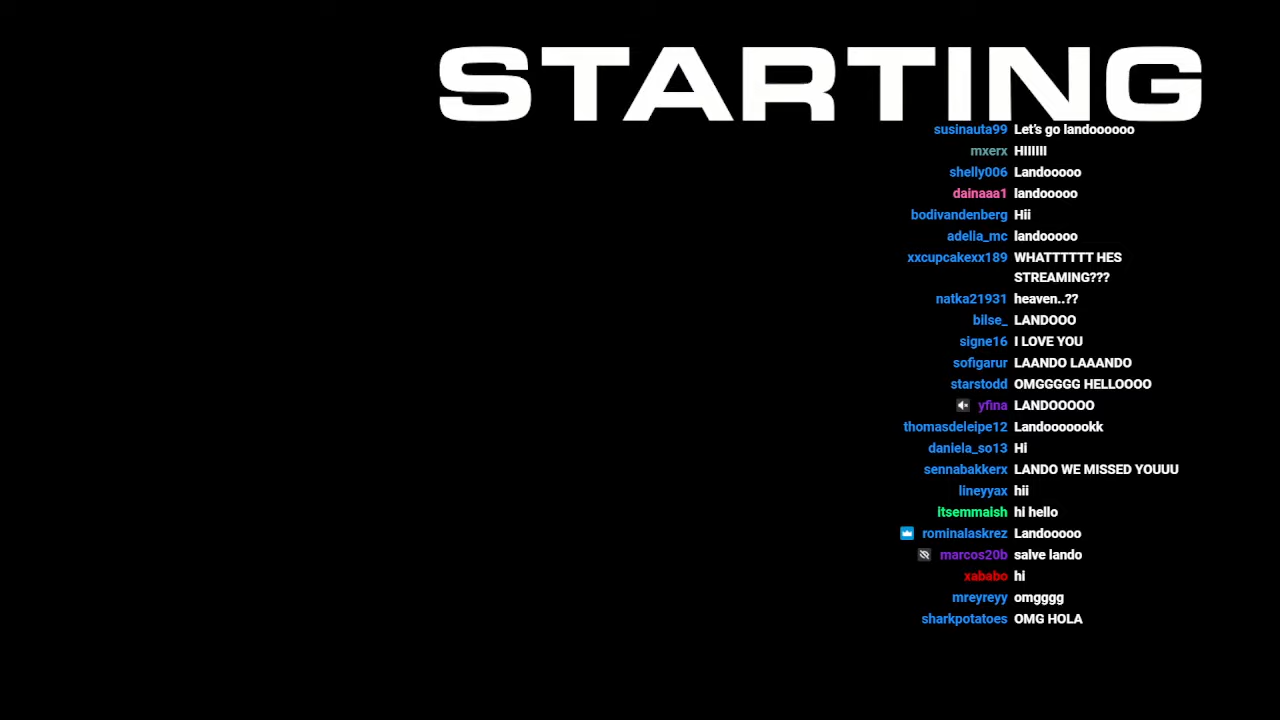 STARTING
susinauta99 Let's go landoooooo
mxerx HIIIIII
shelly006 Landooooo
dainaaa1 landooooo
bodivandenberg Hii
adella_mc landooooo
xxcupcakexx189 WHATTTTTT HES
STREAMING???
natka21931 heaven..??
bilse_ LANDOOO
signe16 I LOVE YOU
sofigarur LAANDO LAAANDO
starstodd OMGGGGG HELLOOOO
yfina LANDOOOOO
thomasdeleipe12 Landooooookk
daniela_so13 Hi
sennabakkerx LANDO WE MISSED YOUUU
lineyyax hii
itsemmaish hi hello
rominalaskrez Landooooo
marcos20b salve lando
xababo hi
mreyreyy omgggg
sharkpotatoes OMG HOLA